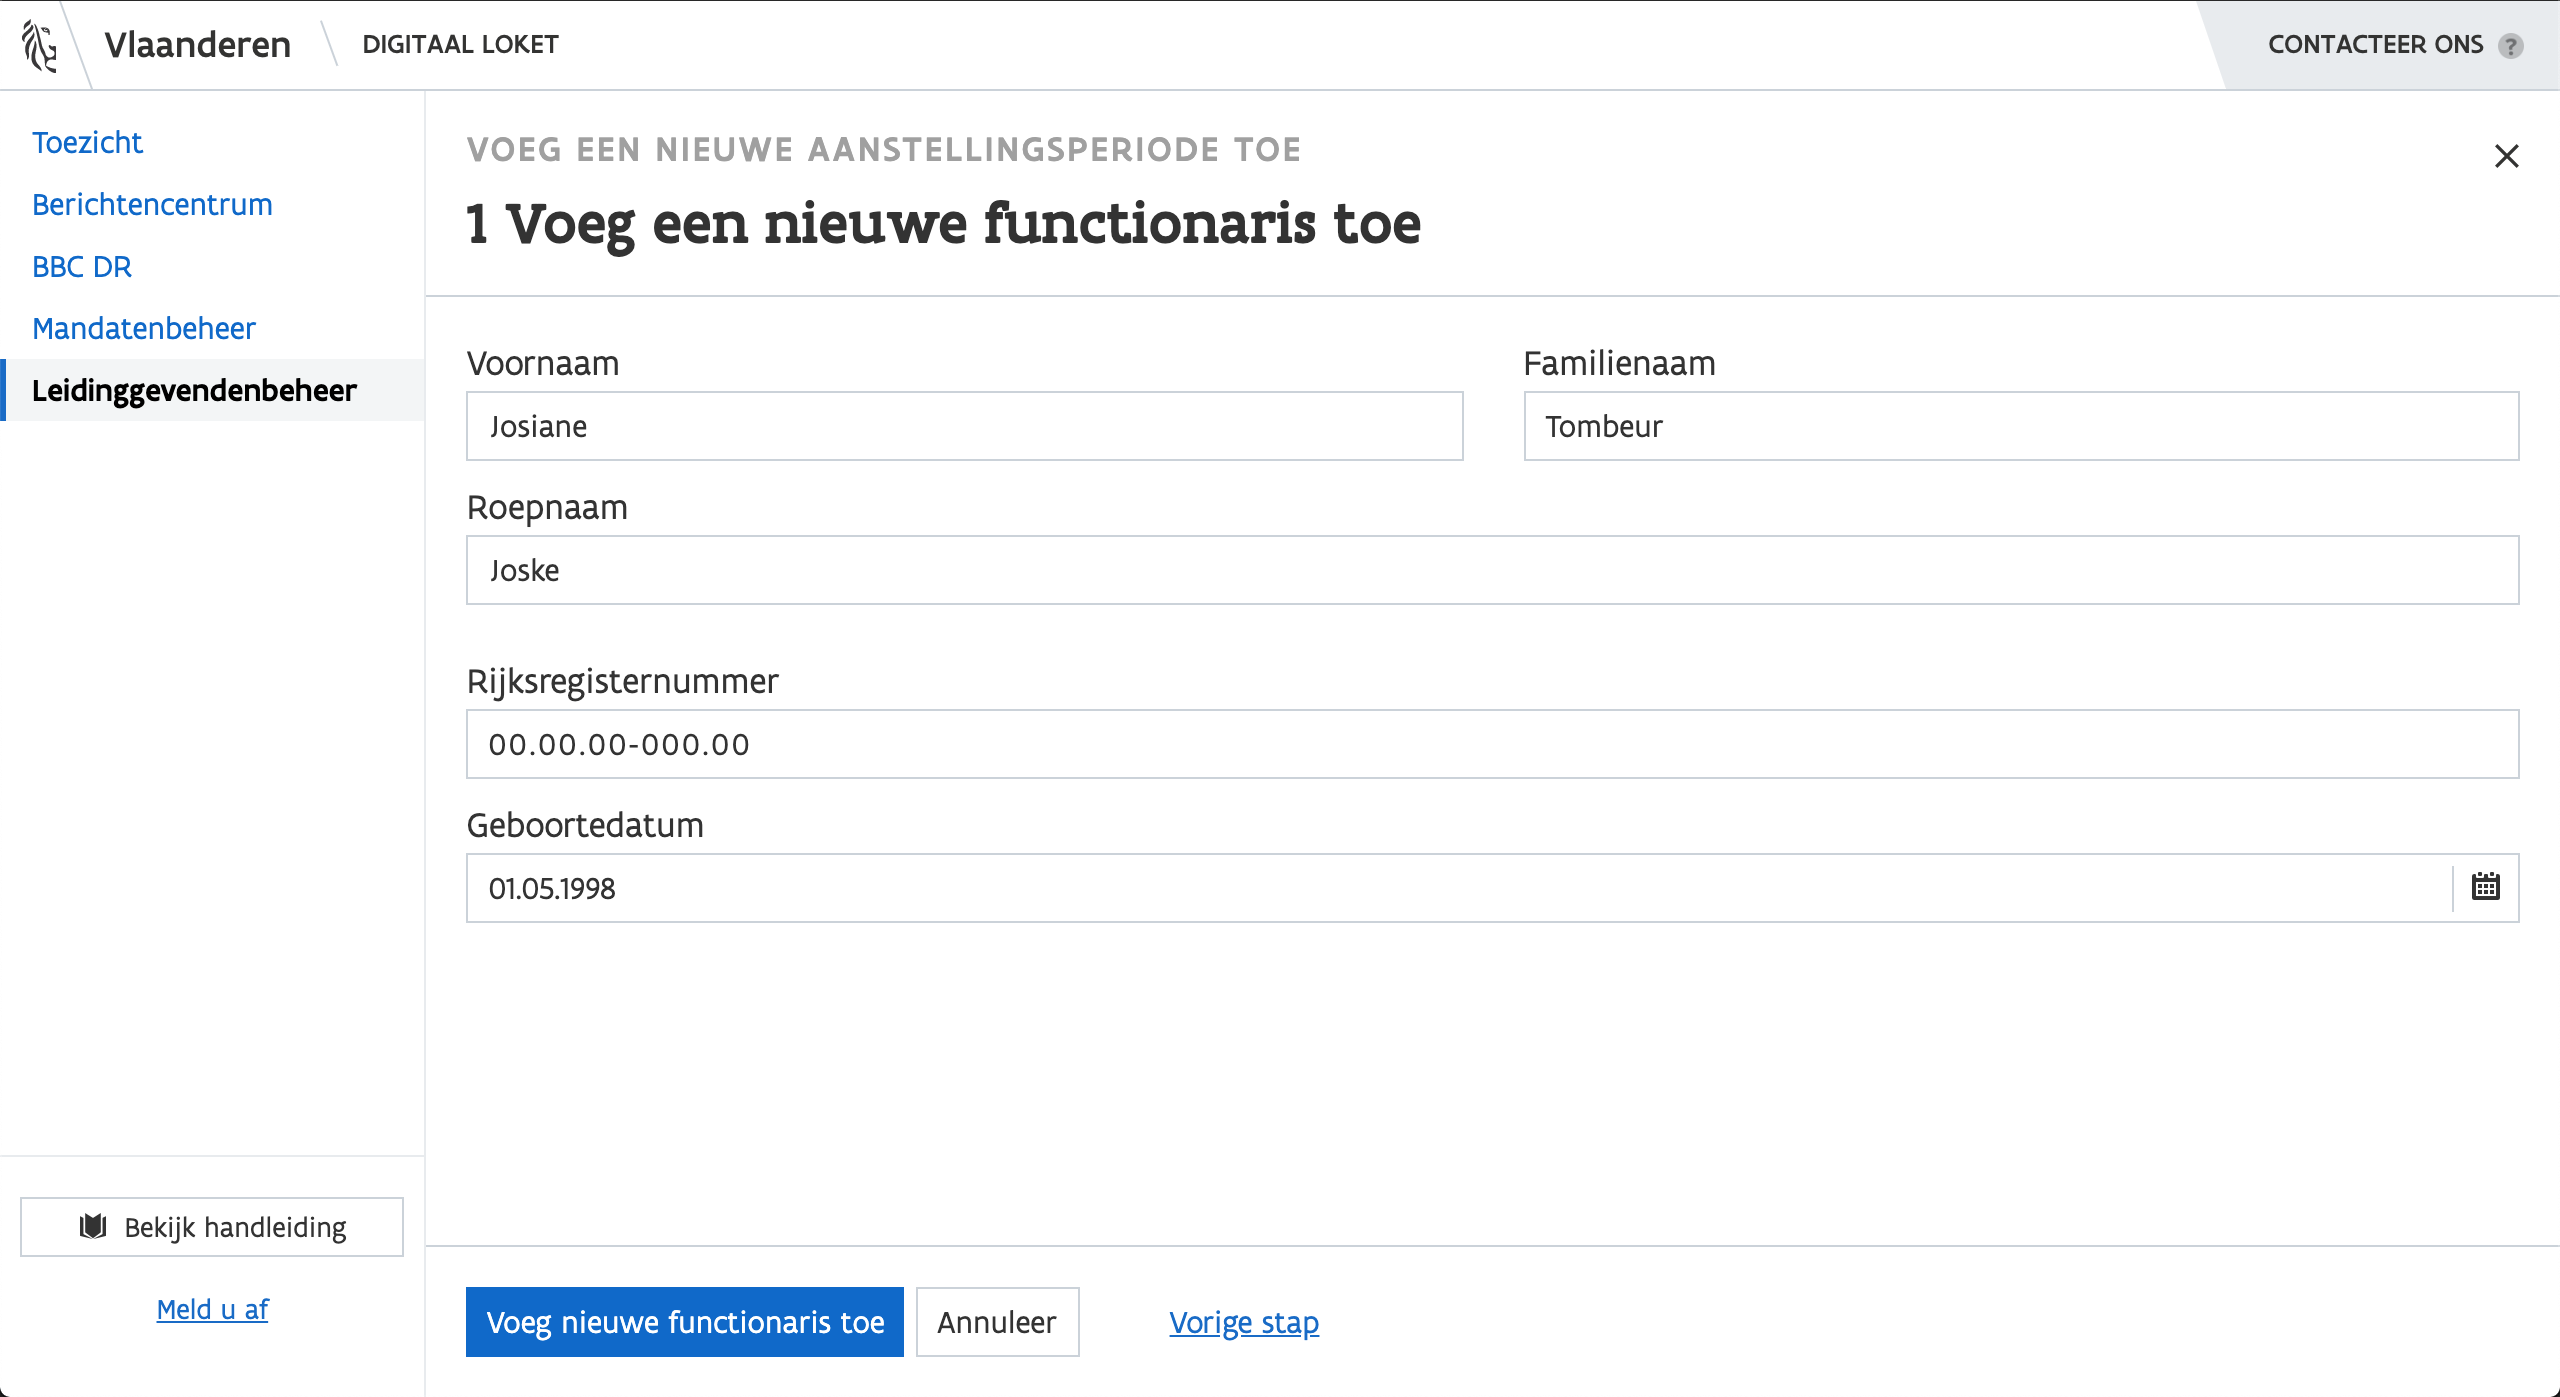 Vlaanderen
DIGITAAL LOKET
CONTACTEER ONS ?
Toezicht
Berichtencentrum
BBC DR
Mandatenbeheer
Leidinggevendenbeheer
Bekijk handleiding
Meld u af
VOEG EEN NIEUWE AANSTELLINGSPERIODE TOE
1 Voeg een nieuwe functionaris toe
Voornaam
Familienaam
Josiane
Tombeur
Roepnaam
Joske
Rijksregisternummer
00.00.00-000.00
Geboortedatum
01.05.1998
Voeg nieuwe functionaris toe
Annuleer
Vorige stap